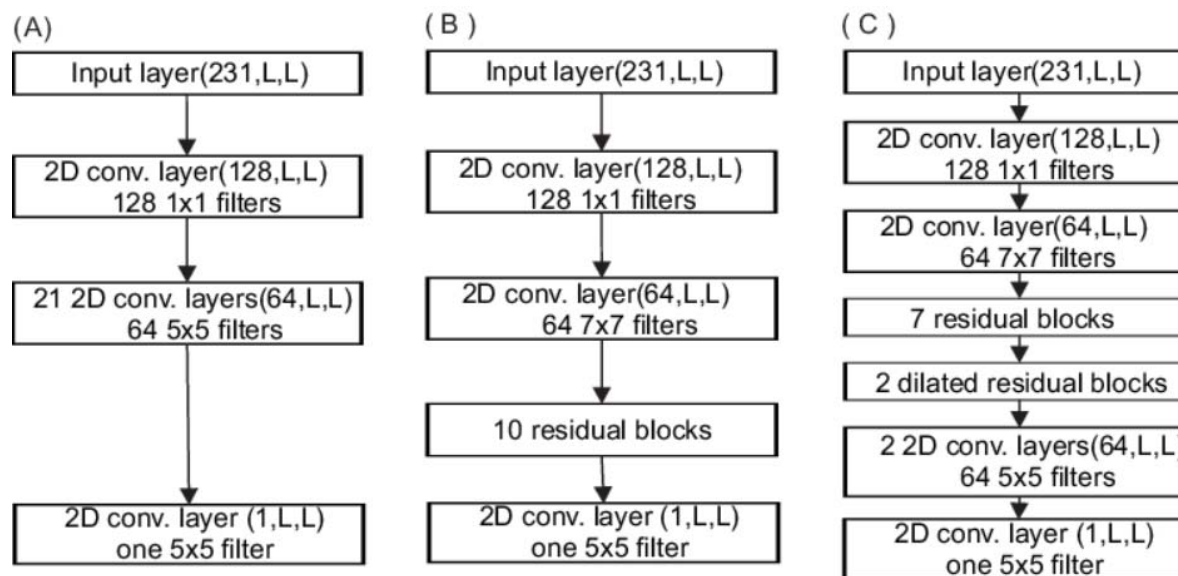 (A)
Input layer(231,L,L)
2D conv. layer(128,L,L)
128 1x1 filters
21 2D conv. layers(64,L,L)
64 5x5 filters
2D conv. layer (1,L,L)
one 5x5 filter
( B )
Input layer(231,L,L)
2D conv. layer(128,L,L)
128 1x1 filters
2D conv. layer(64,L,L)
64 7x7 filters
10 residual blocks
2D conv. layer (1,L,L)
one 5x5 filter
( C )
Input layer(231,L,L)
2D conv. layer(128,L,L)
128 1x1 filters
2D conv. layer(64,L,L)
64 7x7 filters
7 residual blocks
2 dilated residual blocks
2 2D conv. layers(64,L,L)
64 5x5 filters
2D conv. layer (1,L,L)
one 5x5 filter